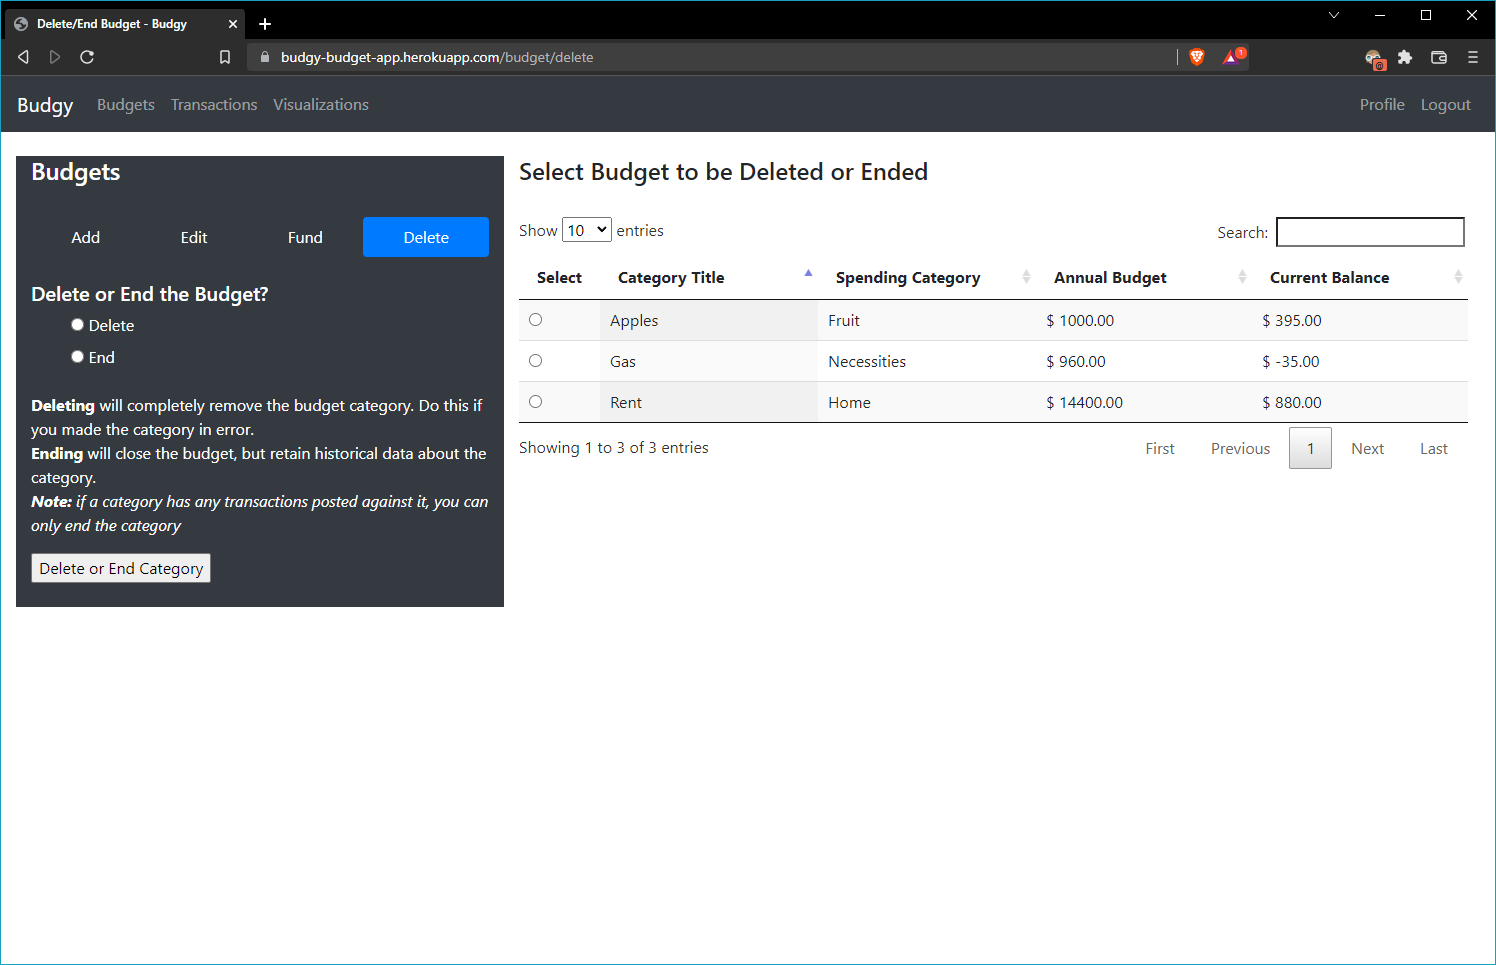 Delete/End Budget - Budgy
budgy-budget-app.herokuapp.com/budget/delete
1
Budgy Budgets Transactions Visualizations Profile Logout
Budgets
Add Edit Fund Delete
Delete or End the Budget?
Delete
End
Deleting will completely remove the budget category. Do this if
you made the category in error.
Ending will close the budget, but retain historical data about the
category.
Note: if a category has any transactions posted against it, you can
only end the category
Delete or End Category
Select Budget to be Deleted or Ended
Show 10 entries Search:
Select Category Title Spending Category Annual Budget Current Balance
Apples Fruit $ 1000.00 $ 395.00
Gas Necessities $ 960.00 $ -35.00
Rent Home $ 14400.00 $ 880.00
Showing 1 to 3 of 3 entries First Previous 1 Next Last